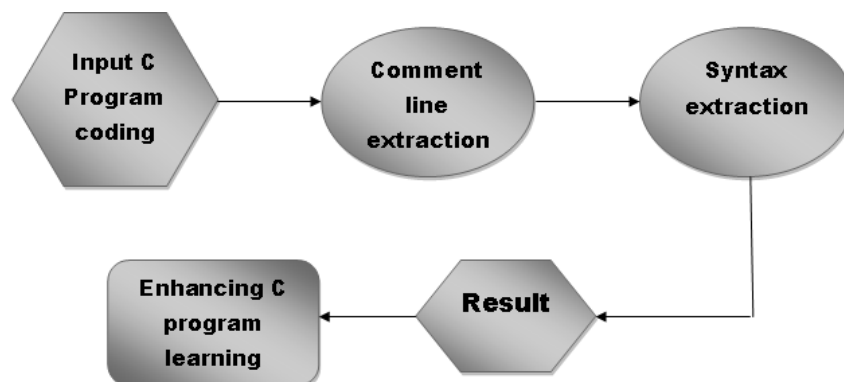 Input C
Program
coding
Comment
line
extraction
Syntax
extraction
Result
Enhancing C
program
learning